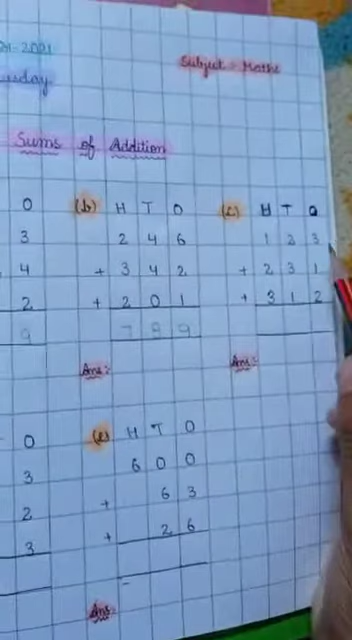 -2021
Subject - Maths
Sums of Addition
O (b) H T O (c) H T O
3 2 4 6 1 2 3
4 + 3 4 2 + 2 3 1
2 + 2 0 1 + 3 1 2
9 7 8 9
Ans: Ans:
O (e) H T O
3 6 0 0
2 + 6 3
3 + 2 6
Ans: